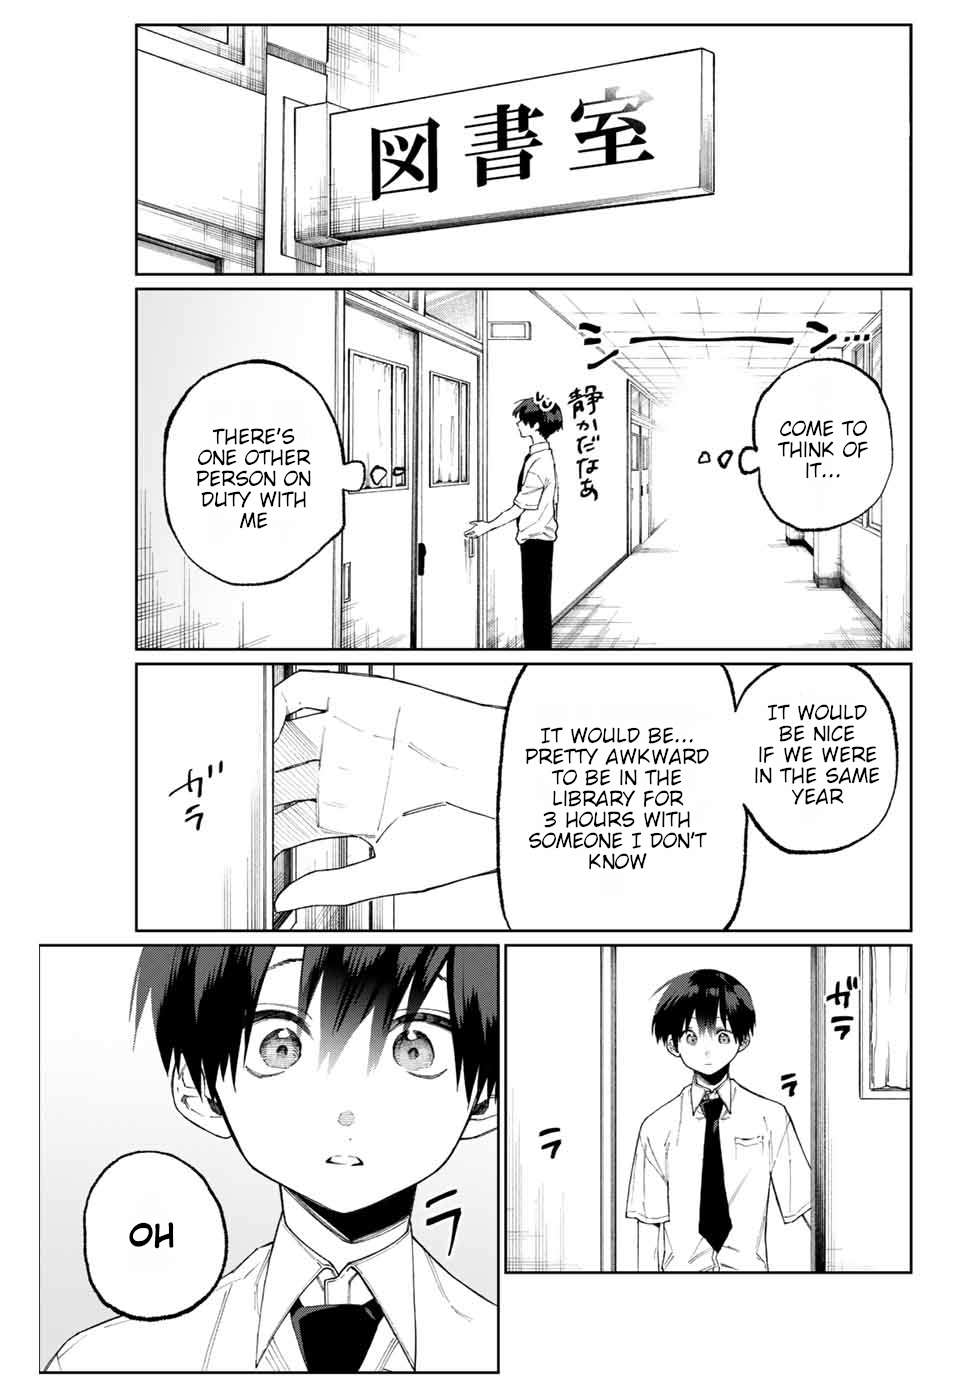 図書室
シーン…
COME TO
THINK OF
IT...
静かだなあ
THERE'S
ONE OTHER
PERSON ON
DUTY WITH
ME
IT WOULD
BE NICE
IF WE WERE
IN THE SAME
YEAR
IT WOULD BE...
PRETTY AWKWARD
TO BE IN THE
LIBRARY FOR
3 HOURS WITH
SOMEONE I DON'T
KNOW
ガラ
ガラ
ラ
ラ
OH
ラ